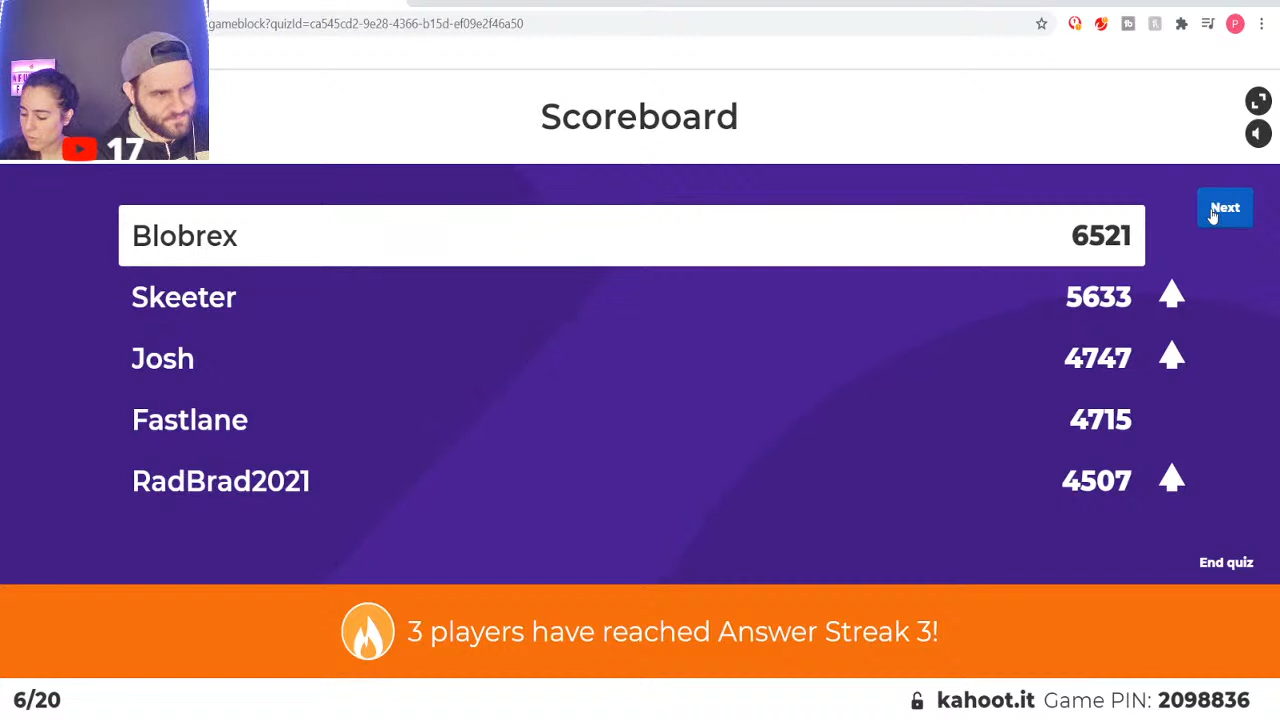 gameblock?quizId=ca545cd2-9e28-4366-b15d-ef09e2f46a50
17
Scoreboard
Next
Blobrex 6521
Skeeter 5633
Josh 4747
Fastlane 4715
RadBrad2021 4507
End quiz
3 players have reached Answer Streak 3!
6/20
kahoot.it Game PIN: 2098836